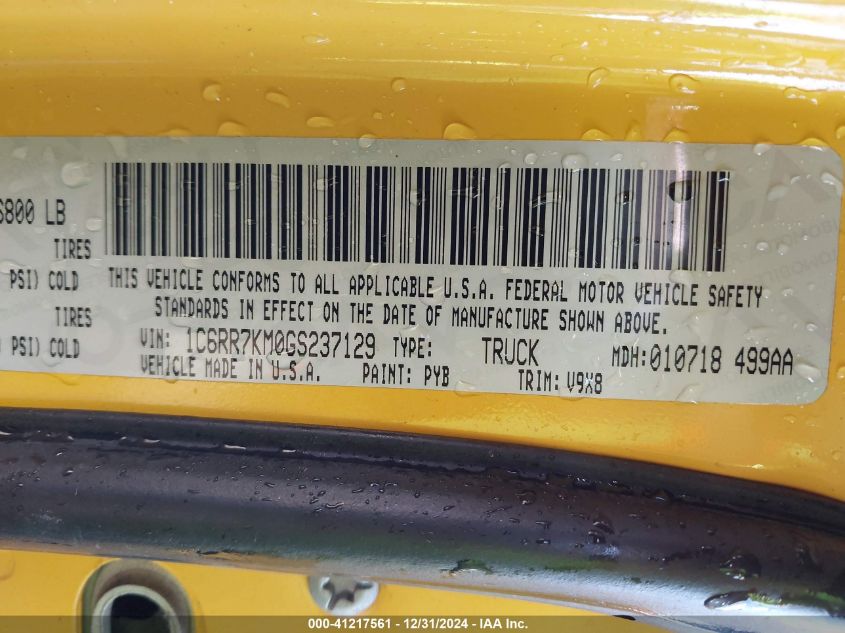 6800 LB
TIRES
PSI) COLD
TIRES
PSI) COLD
THIS VEHICLE CONFORMS TO ALL APPLICABLE U.S.A. FEDERAL MOTOR VEHICLE SAFETY
STANDARDS IN EFFECT ON THE DATE OF MANUFACTURE SHOWN ABOVE.
VIN: 1C6RR7KM0GS237129 TYPE: TRUCK MDH:010718 499AA
VEHICLE MADE IN U.S.A. PAINT: PYB TRIM: V9X8
000-41217561 - 12/31/2024 - IAA Inc.